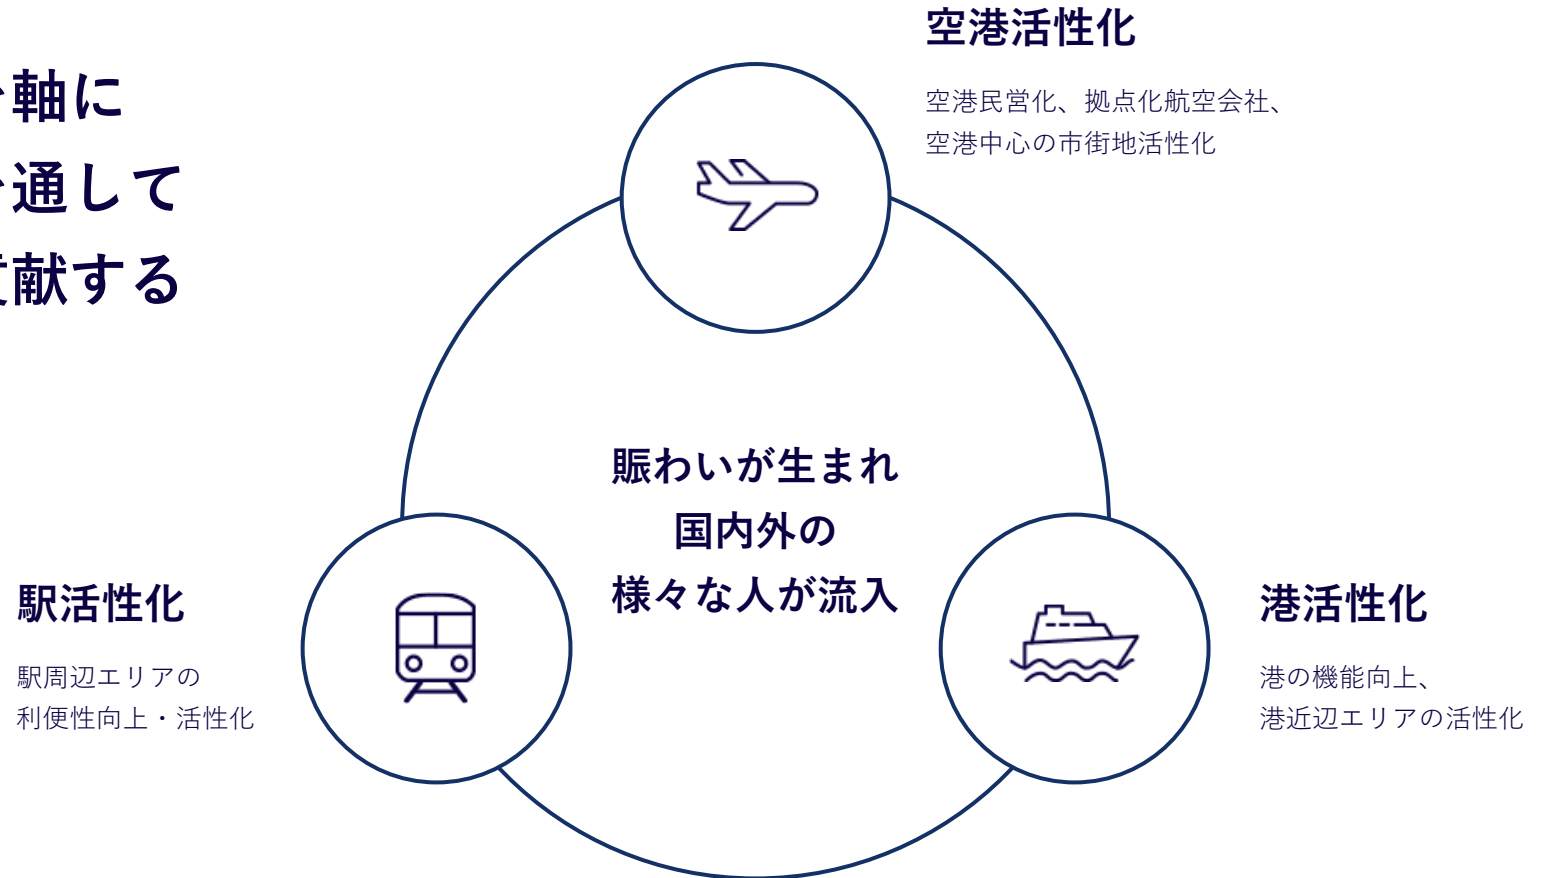 軸に
通して
献する
空港活性化
空港民営化、拠点化航空会社、
空港中心の市街地活性化
賑わいが生まれ
国内外の
様々な人が流入
駅活性化
駅周辺エリアの
利便性向上・活性化
港活性化
港の機能向上、
港近辺エリアの活性化